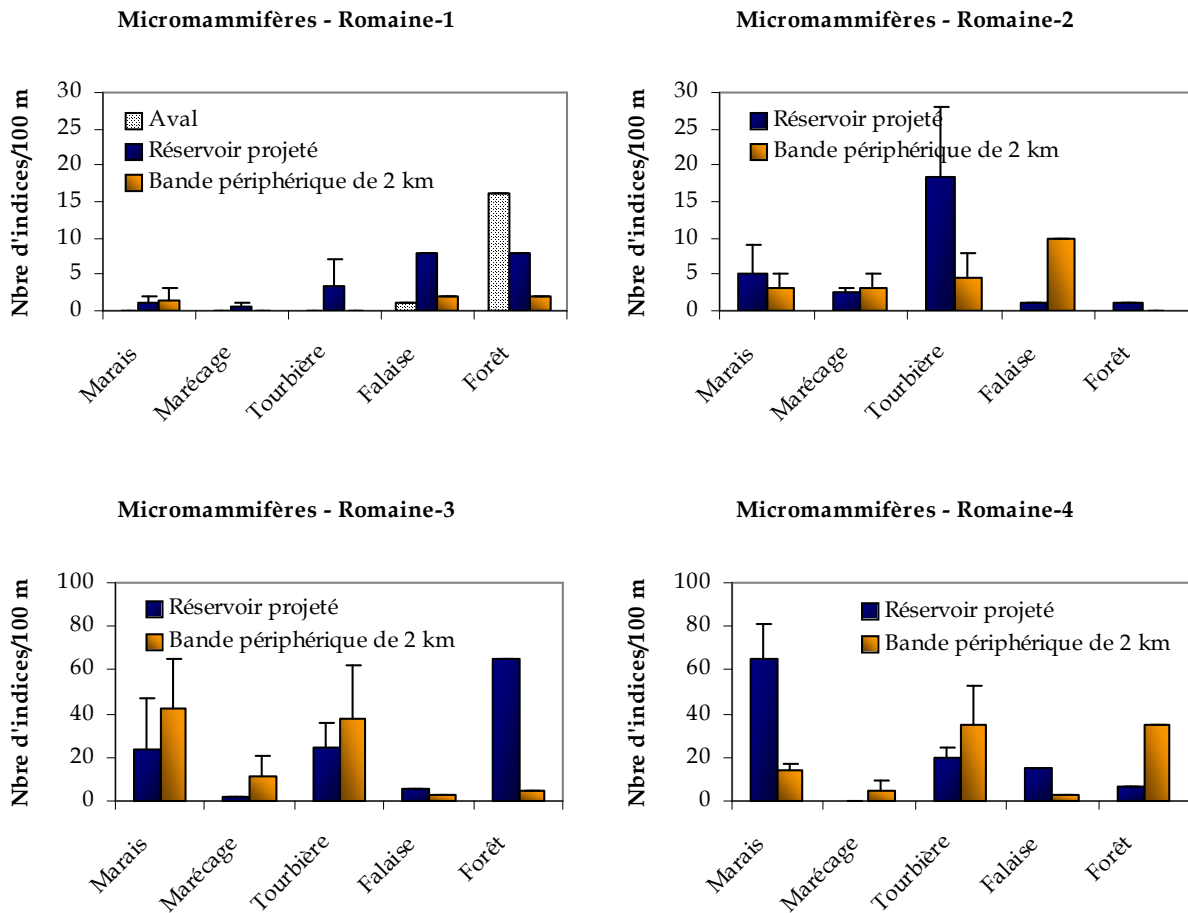 Micromammifères - Romaine-1
Nbre d'indices/100 m
30
25
20
15
10
5
0
Aval
Réservoir projeté
Bande périphérique de 2 km
Marais
Marécage
Tourbière
Falaise
Forêt
Micromammifères - Romaine-2
Nbre d'indices/100 m
30
25
20
15
10
5
0
Réservoir projeté
Bande périphérique de 2 km
Marais
Marécage
Tourbière
Falaise
Forêt
Micromammifères - Romaine-3
Nbre d'indices/100 m
100
80
60
40
20
0
Réservoir projeté
Bande périphérique de 2 km
Marais
Marécage
Tourbière
Falaise
Forêt
Micromammifères - Romaine-4
Nbre d'indices/100 m
100
80
60
40
20
0
Réservoir projeté
Bande périphérique de 2 km
Marais
Marécage
Tourbière
Falaise
Forêt